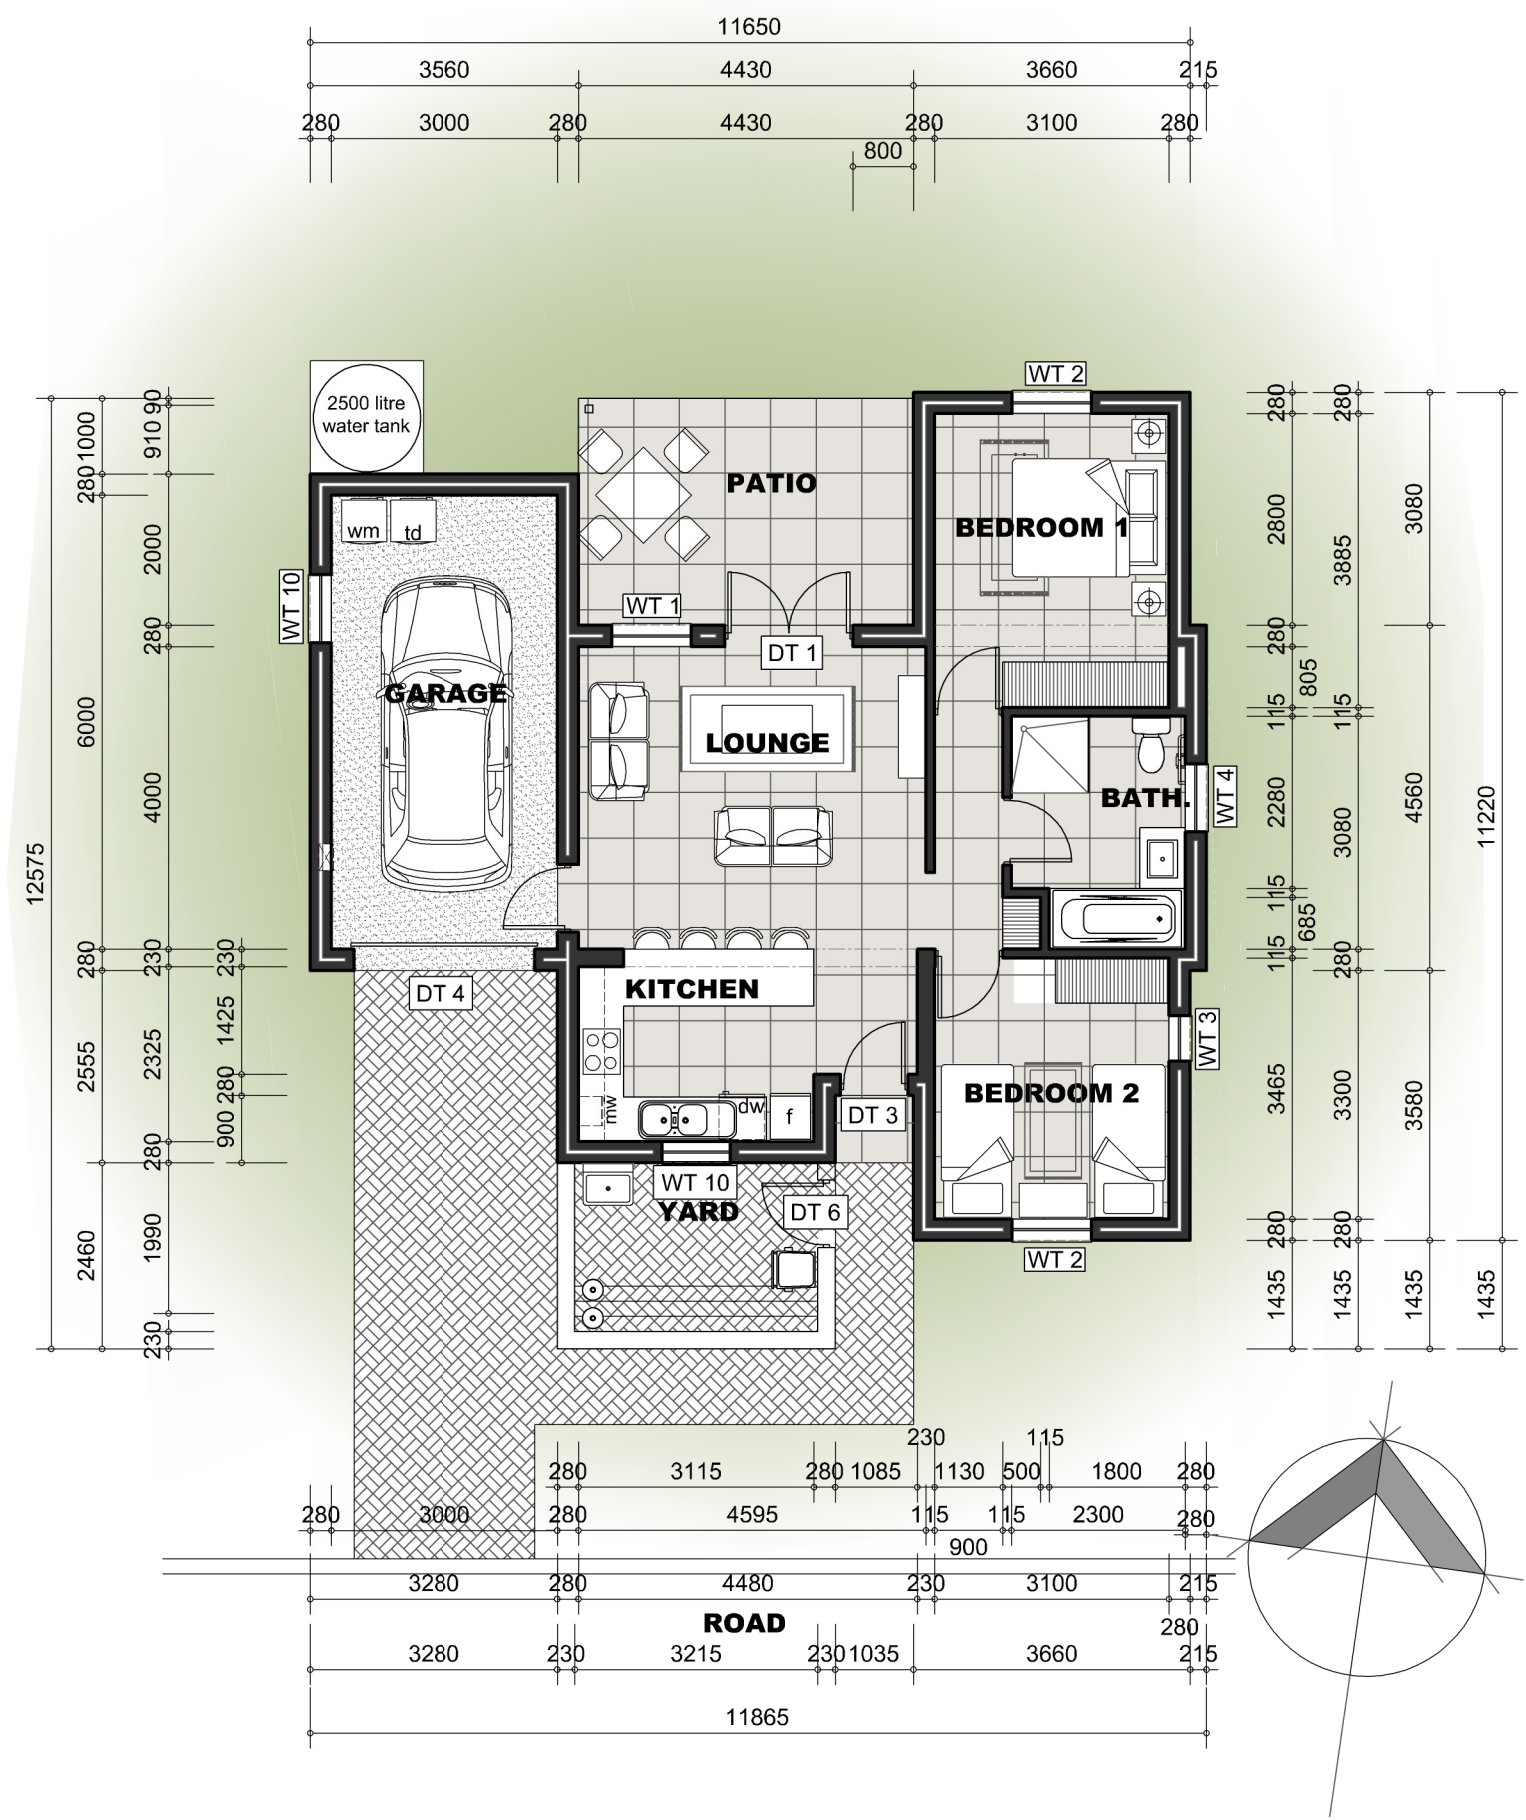 11650
3560 4430 3660 215
280 3000 280 4430 280 3100 280
800
2500 litre
water tank
WT 2
PATIO
BEDROOM 1
wm td
WT 10
WT 1
DT 1
GARAGE
LOUNGE
BATH.
WT 4
KITCHEN
DT 4
WT 3
BEDROOM 2
mw
dw
f
DT 3
WT 10
YARD
DT 6
WT 2
12575
1000
280
6000
280
2555
2460
90
910
2000
280
4000
230
2325
280
1990
230
230
1425
280
900
280
2800
280
805
115
2280
115
685
115
3465
280
1435
280
3885
115
3080
280
3300
280
1435
3080
4560
3580
1435
11220
1435
230 115
280 3115 280 1085 1130 500 1800 280
280 3000 280 4595 115 115 2300 280
900
3280 280 4480 230 3100 215
ROAD
280
3280 230 3215 230 1035 3660 215
11865